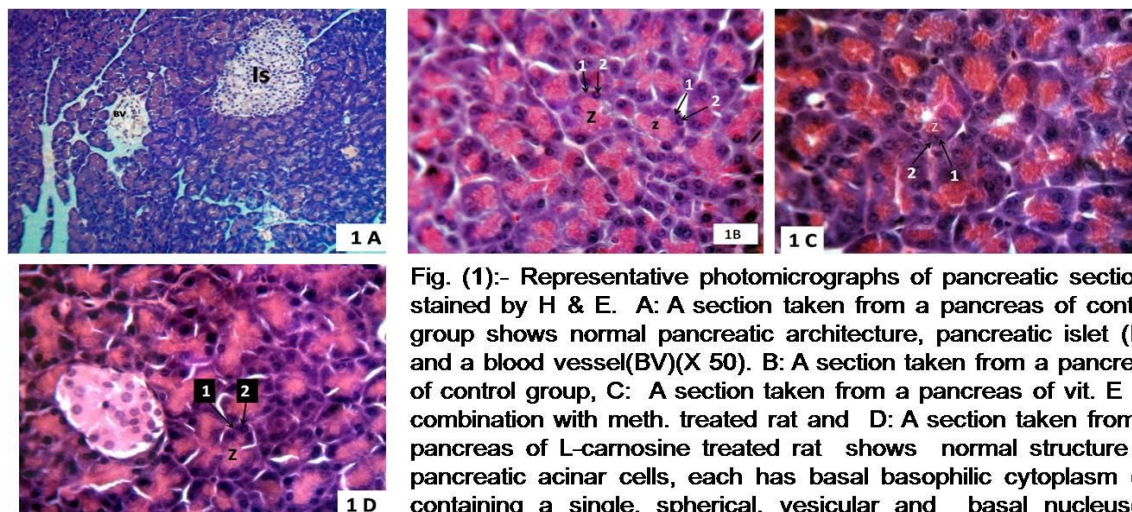 Is
BV
1 A
1 2
1
2
Z
z
1B
z
2 1
1 C
1 2
Z
1 D
Fig. (1):- Representative photomicrographs of pancreatic section
stained by H & E. A: A section taken from a pancreas of cont
group shows normal pancreatic architecture, pancreatic islet (
and a blood vessel(BV)(X 50). B: A section taken from a pancre
of control group, C: A section taken from a pancreas of vit. E
combination with meth. treated rat and D: A section taken from
pancreas of L-carnosine treated rat shows normal structure
pancreatic acinar cells, each has basal basophilic cytoplasm
containing a single, spherical, vesicular and basal nucleus